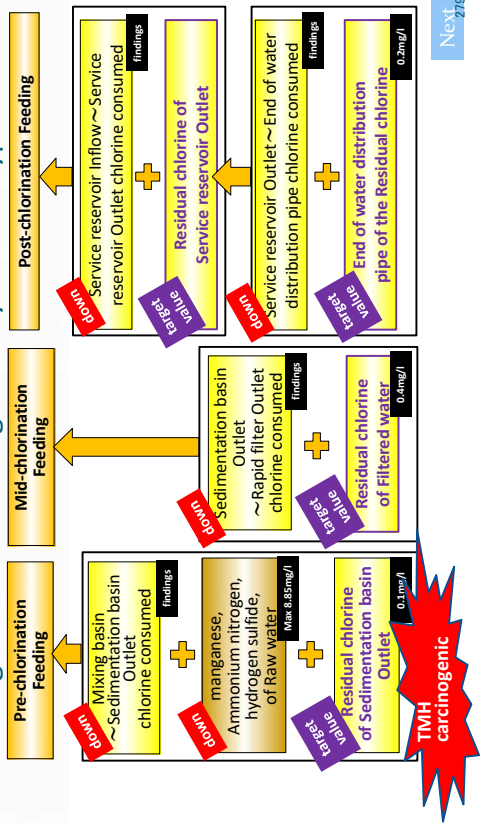 Pre-chlorination
Feeding
down
Mixing basin
～Sedimentation basin
Outlet
chlorine consumed
findings
down
manganese,
Ammonium nitrogen,
hydrogen sulfide,
of Raw water
Max 8.85mg/l
target
value
Residual chlorine
of Sedimentation basin
Outlet
0.1mg/l
TMH
carcinogenic
Mid-chlorination
Feeding
down
Sedimentation basin
Outlet
～Rapid filter Outlet
chlorine consumed
findings
target
value
Residual chlorine
of Filtered water
0.4mg/l
Post-chlorination Feeding
down
Service reservoir Inflow～Service
reservoir Outlet chlorine consumed
findings
target
value
Residual chlorine of
Service reservoir Outlet
down
Service reservoir Outlet～End of water
distribution pipe chlorine consumed
findings
target
value
End of water distribution
pipe of the Residual chlorine
0.2mg/l
Next
279